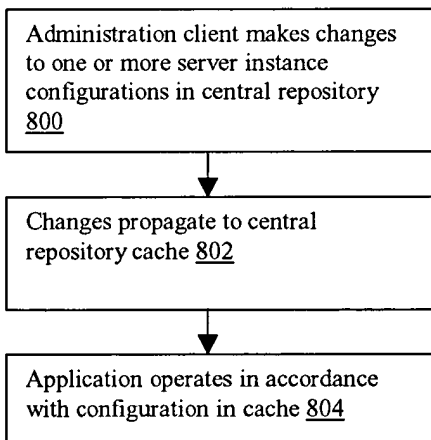 Administration client makes changes
to one or more server instance
configurations in central repository
800
Changes propagate to central
repository cache 802
Application operates in accordance
with configuration in cache 804